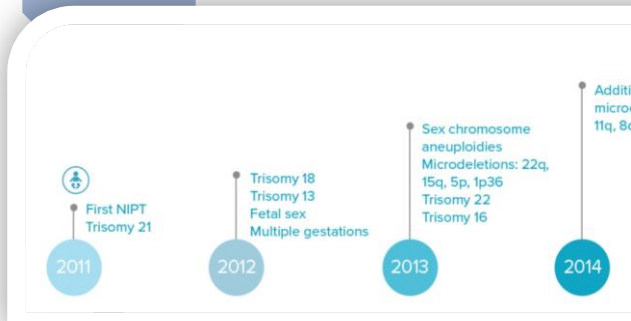 First NIPT
Trisomy 21
2011
Trisomy 18
Trisomy 13
Fetal sex
Multiple gestations
2012
Sex chromosome
aneuploidies
Microdeletions: 22q,
15q, 5p, 1p36
Trisomy 22
Trisomy 16
2013
11q,
2014